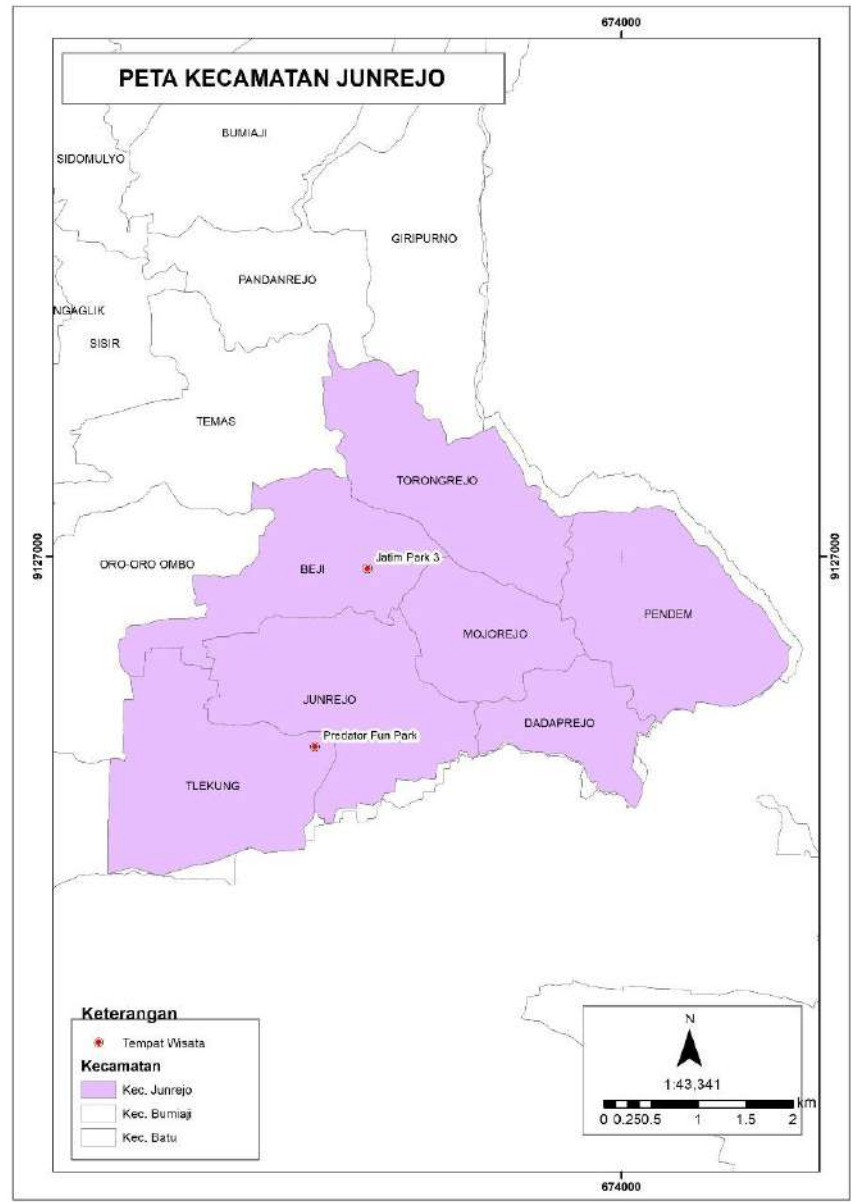 674000
PETA KECAMATAN JUNREJO
BUMIAJI
SIDOMULYO
GIRIPURNO
PANDANREJO
NGAGLIK
SISIR
TEMAS
TORONGREJO
9127000
9127000
ORO-ORO OMBO
BEJI
Jatim Park 3
PENDEM
MOJOREJO
JUNREJO
DADAPREJO
Predator Fun Park
TLEKUNG
Keterangan
Tempat Wisata
Kecamatan
Kec. Junrejo
Kec. Bumiaji
Kec. Batu
N
1:43,341
km
0 0.250.5 1 1.5 2
674000